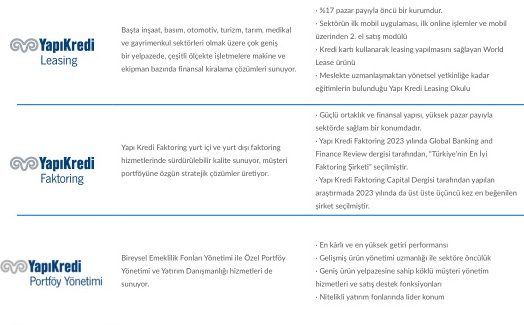 YapıKredi
Leasing
Başta inşaat, basım, otomotiv, turizm, tarım, medikal
ve gayrimenkul sektörleri olmak üzere çok geniş
bir yelpazede, çeşitli ölçekte işletmelere makine ve
ekipman bazında finansal kiralama çözümleri sunuyor.
· %17 pazar payıyla öncü bir kurumdur.
· Sektörün ilk mobil uygulaması, ilk online işlemler ve mobil
üzerinden 2. el satış modülü
· Kredi kartı kullanarak leasing yapılmasını sağlayan World
Lease ürünü
· Meslekte uzmanlaşmaktan yönetsel yetkinliğe kadar
eğitimlerin bulunduğu Yapı Kredi Leasing Okulu
YapıKredi
Faktoring
Yapı Kredi Faktoring yurt içi ve yurt dışı faktoring
hizmetlerinde sürdürülebilir kalite sunuyor, müşteri
portföyüne özgün stratejik çözümler üretiyor.
· Güçlü ortaklık ve finansal yapısı, yüksek pazar payıyla
sektörde sağlam bir konumdadır.
· Yapı Kredi Faktoring 2023 yılında Global Banking and
Finance Review dergisi tarafından, “Türkiye'nin En İyi
Faktoring Şirketi” seçilmiştir.
· Yapı Kredi Faktoring Capital Dergisi tarafından yapılan
araştırmada 2023 yılında da üst üste üçüncü kez en beğenilen
şirket seçilmiştir.
YapıKredi
Portföy Yönetimi
Bireysel Emeklilik Fonları Yönetimi ile Özel Portföy
Yönetimi ve Yatırım Danışmanlığı hizmetleri de
sunuyor.
· En kârlı ve en yüksek getiri performansı
· Gelişmiş ürün yönetimi uzmanlığı ile sektöre öncülük
· Geniş ürün yelpazesine sahip köklü müşteri yönetim
hizmetleri ve satış destek fonksiyonları
· Nitelikli yatırım fonlarında lider konum